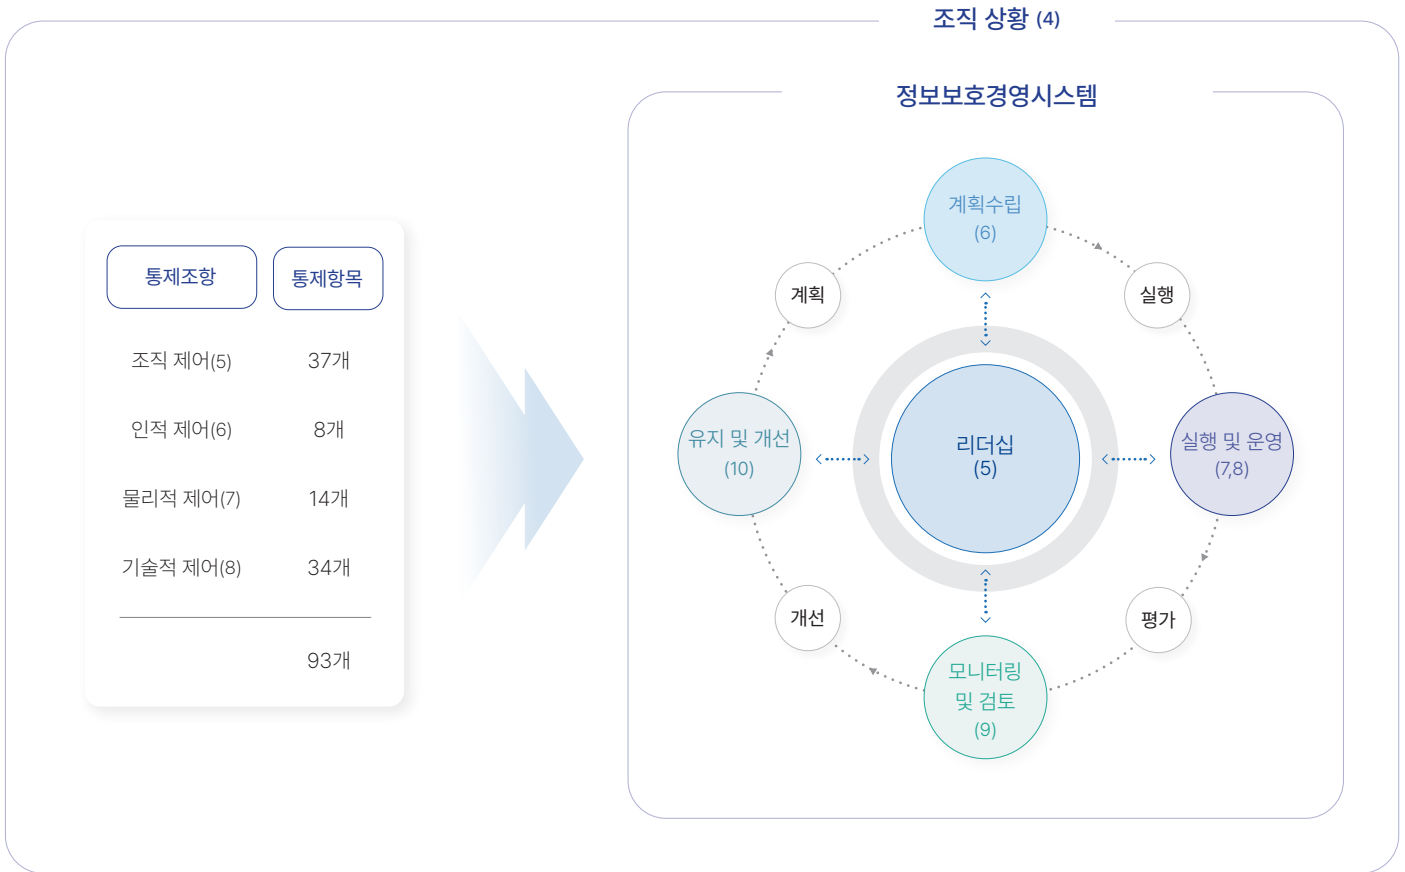 조직 상황 (4)
정보보호경영시스템
통제조항 통제항목
조직 제어(5) 37개
인적 제어(6) 8개
물리적 제어(7) 14개
기술적 제어(8) 34개
93개
계획수립
(6)
계획
실행
유지 및 개선
(10)
리더십
(5)
실행 및 운영
(7,8)
개선
평가
모니터링
및 검토
(9)